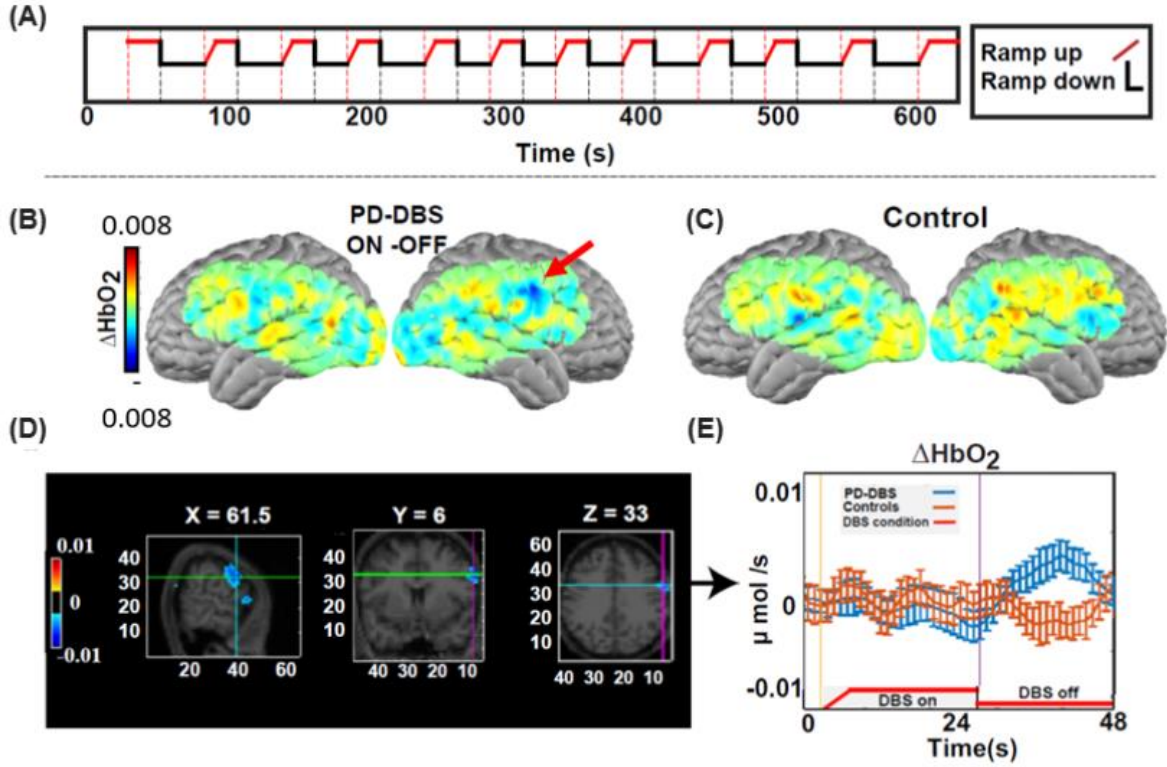 (A)
Ramp up
Ramp down
0 100 200 300 400 500 600
Time (s)
(B)
0.008
ΔHbO2
-
0.008
PD-DBS
ON -OFF
(C)
Control
(D)
X = 61.5
Y = 6
Z = 33
0.01
0
-0.01
40
30
20
10
20 40 60
40
30
20
10
40 30 20 10
60
50
40
30
20
10
40 30 20 10
(E)
ΔHbO2
PD-DBS
Controls
DBS condition
0.01
0
-0.01
μ mol /s
DBS on
DBS off
0 24 48
Time(s)